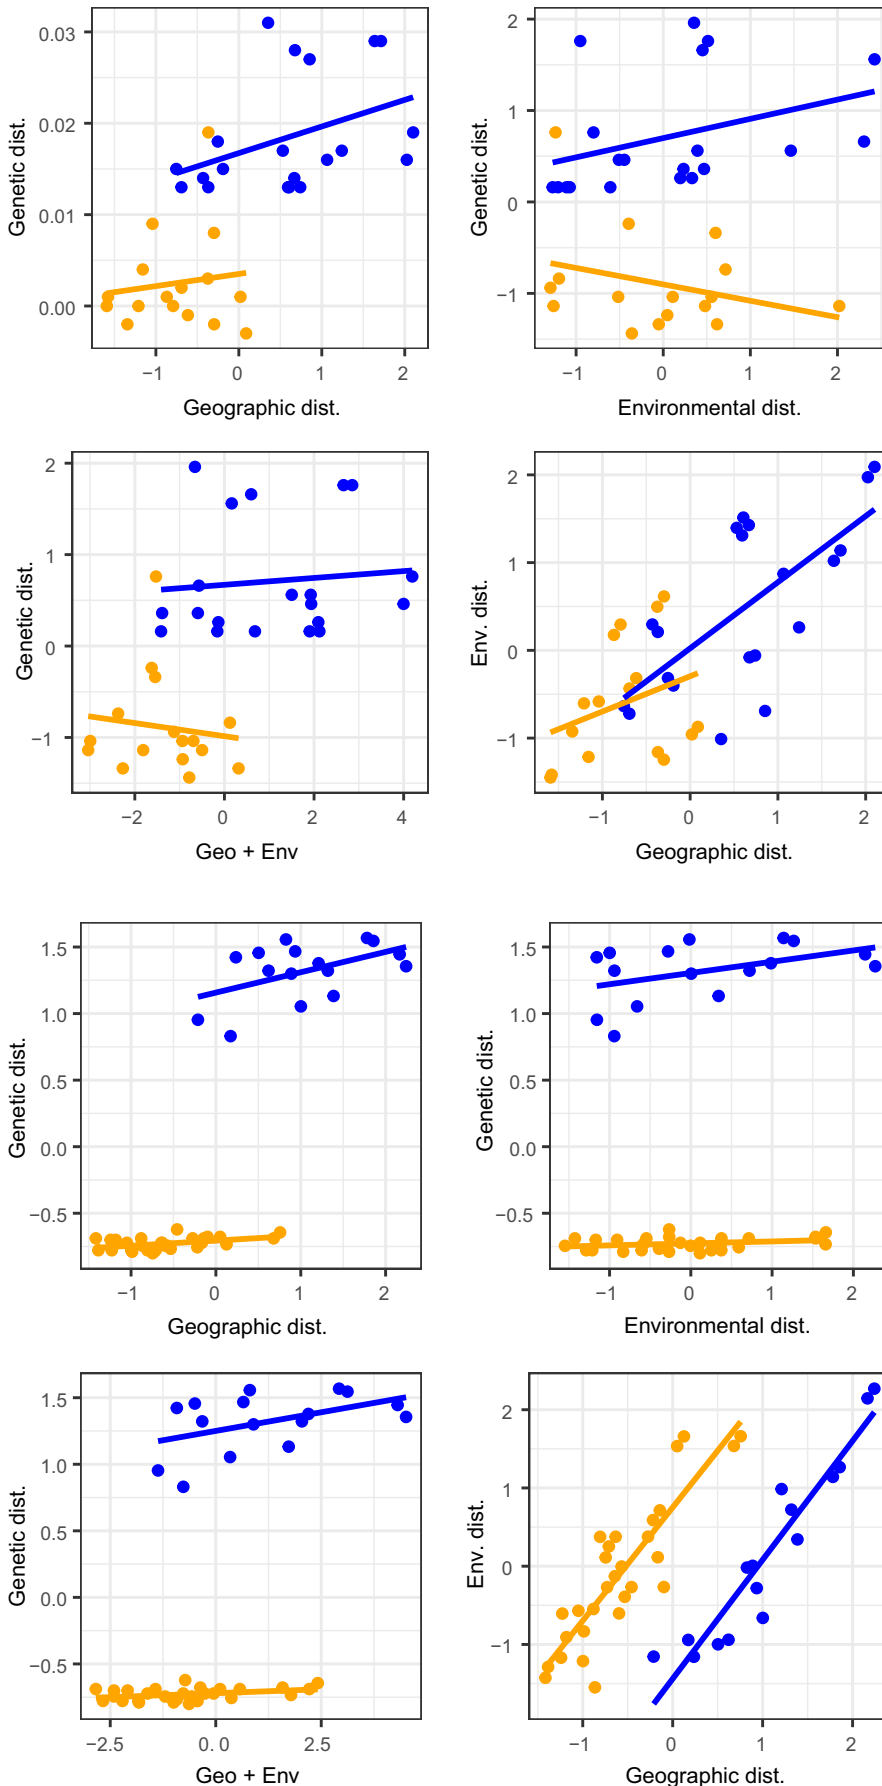 Genetic dist.
0.03
0.02
0.01
0.00
−1 0 1 2
Geographic dist.
Genetic dist.
2
1
0
−1
−1 0 1 2
Environmental dist.
Genetic dist.
2
1
0
−1
−2 0 2 4
Geo + Env
Env. dist.
2
1
0
−1
−1 0 1 2
Geographic dist.
Genetic dist.
1.5
1.0
0.5
0.0
−0.5
−1 0 1 2
Geographic dist.
Genetic dist.
1.5
1.0
0.5
0.0
−0.5
−1 0 1 2
Environmental dist.
Genetic dist.
1.5
1.0
0.5
0.0
−0.5
−2.5 0.0 2.5
Geo + Env
Env. dist.
2
1
0
−1
−1 0 1 2
Geographic dist.